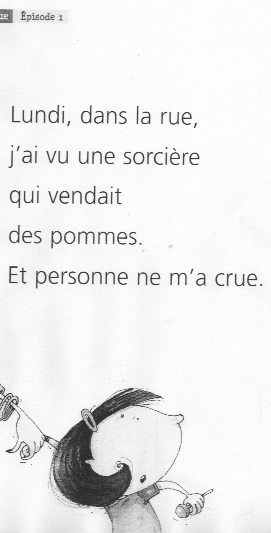 ue Épisode 1
Lundi, dans la rue,
j'ai vu une sorcière
qui vendait
des pommes.
Et personne ne m'a crue.